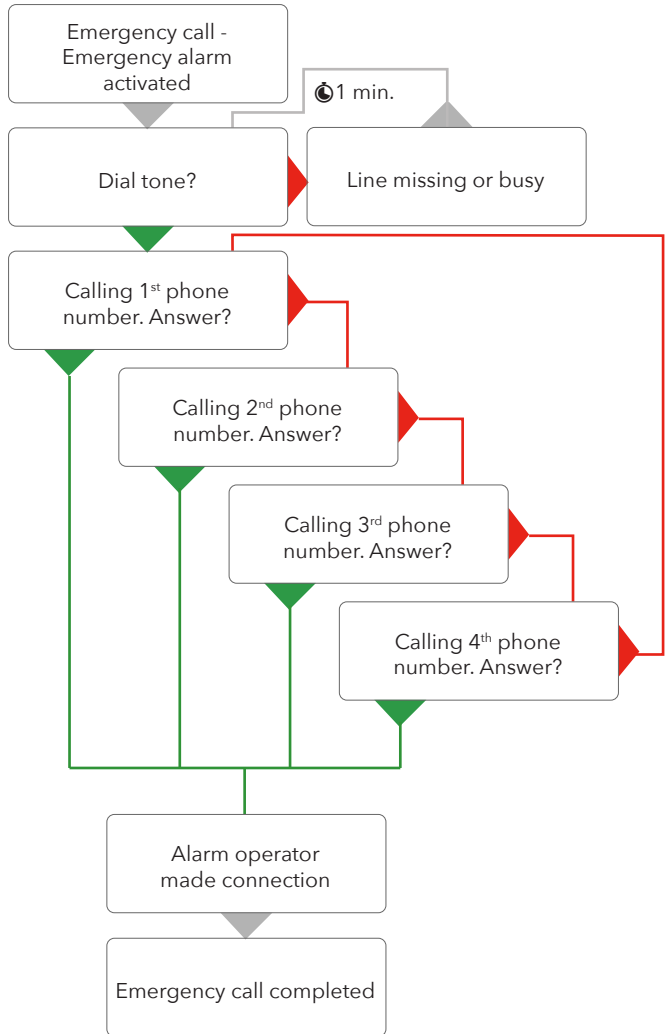 Emergency call -
Emergency alarm
activated
1 min.
Dial tone?
Line missing or busy
Calling 1st phone
number. Answer?
Calling 2nd phone
number. Answer?
Calling 3rd phone
number. Answer?
Calling 4th phone
number. Answer?
Alarm operator
made connection
Emergency call completed